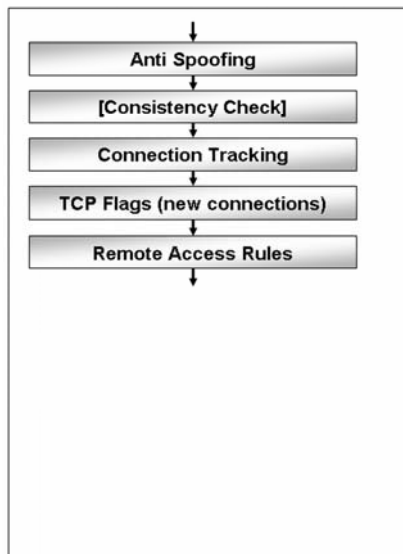 Anti Spoofing
[Consistency Check]
Connection Tracking
TCP Flags (new connections)
Remote Access Rules